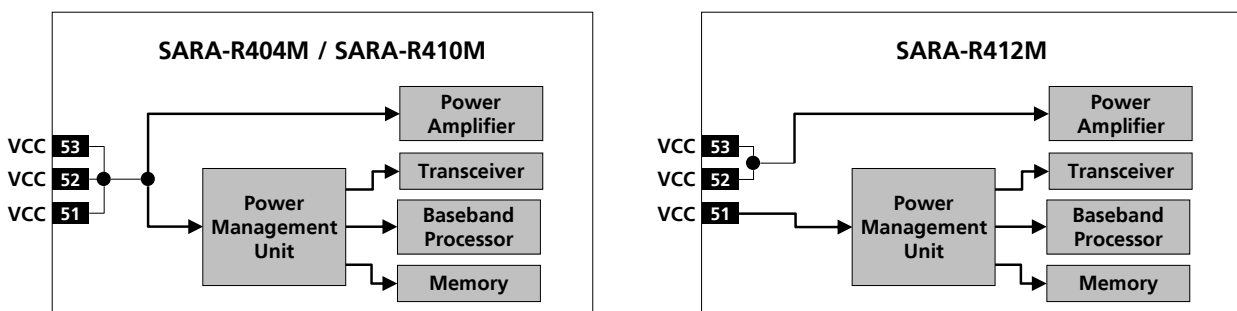 SARA-R404M / SARA-R410M
Power
Amplifier
VCC 53
VCC 52
VCC 51
Transceiver
Power
Management
Unit
Baseband
Processor
Memory
SARA-R412M
Power
Amplifier
VCC 53
VCC 52
VCC 51
Transceiver
Power
Management
Unit
Baseband
Processor
Memory